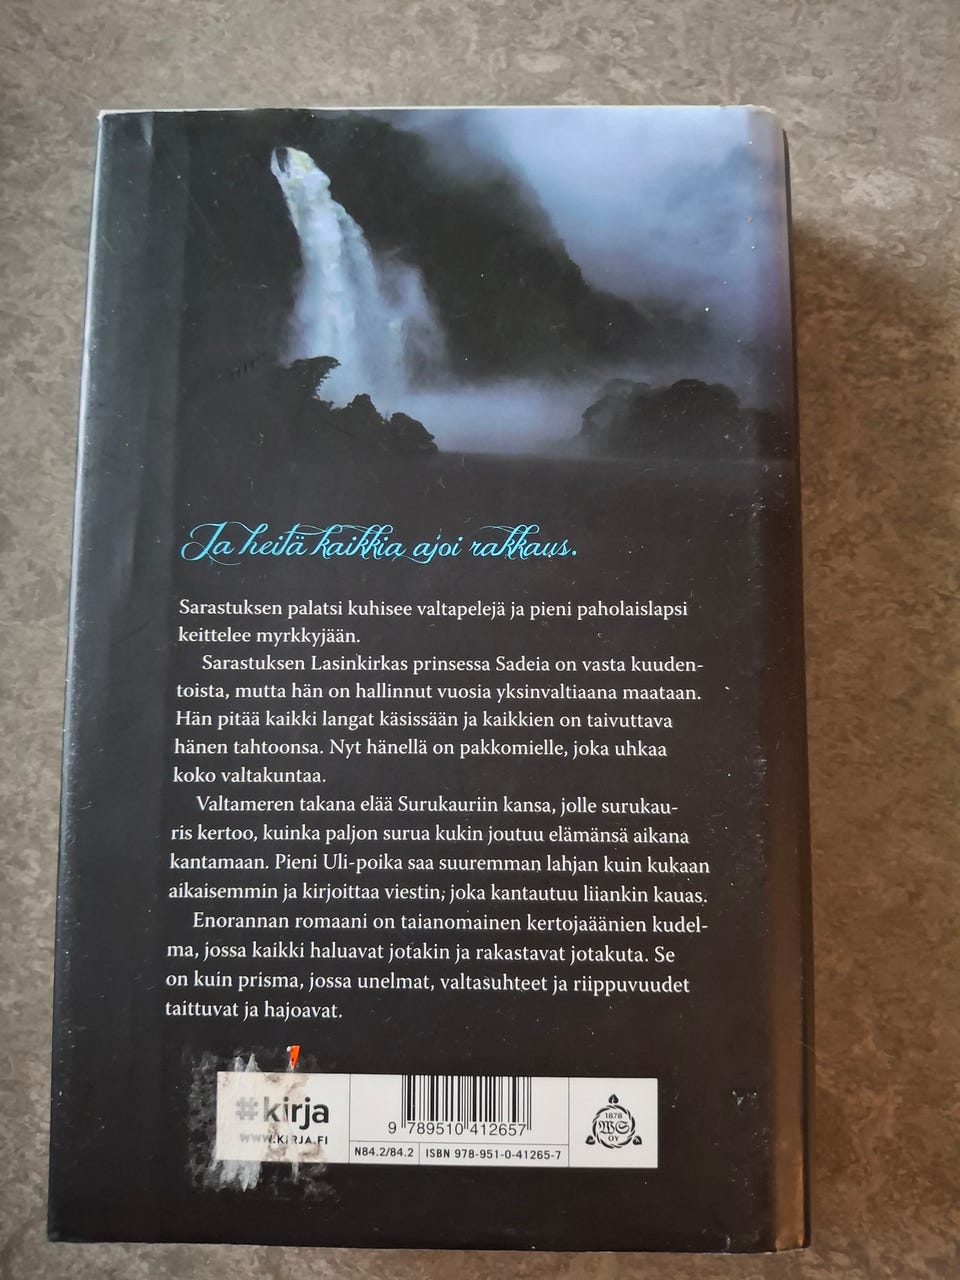 Ja heitä kaikkia ajoi rakkaus.
Sarastuksen palatsi kuhisee valtapelejä ja pieni paholaislapsi
keittelee myrkkyjään.
Sarastuksen Lasinkirkas prinsessa Sadeia on vasta kuuden-
toista, mutta hän on hallinnut vuosia yksinvaltiaana maataan.
Hän pitää kaikki langat käsissään ja kaikkien on taivuttava
hänen tahtoonsa. Nyt hänellä on pakkomielle, joka uhkaa
koko valtakuntaa.
Valtameren takana elää Surukauriin kansa, jolle surukau-
ris kertoo, kuinka paljon surua kukin joutuu elämänsä aikana
kantamaan. Pieni Uli-poika saa suuremman lahjan kuin kukaan
aikaisemmin ja kirjoittaa viestin, joka kantautuu liiankin kauas.
Enorannan romaani on taianomainen kertojaäänien kudel-
ma, jossa kaikki haluavat jotakin ja rakastavat jotakuta. Se
on kuin prisma, jossa unelmat, valtasuhteet ja riippuvuudet
taittuvat ja hajoavat.
#kirja
WWW.KIRJA.FI
9 789510 412657
N84.2/84.2
ISBN 978-951-0-41265-7
1878
WS
OY